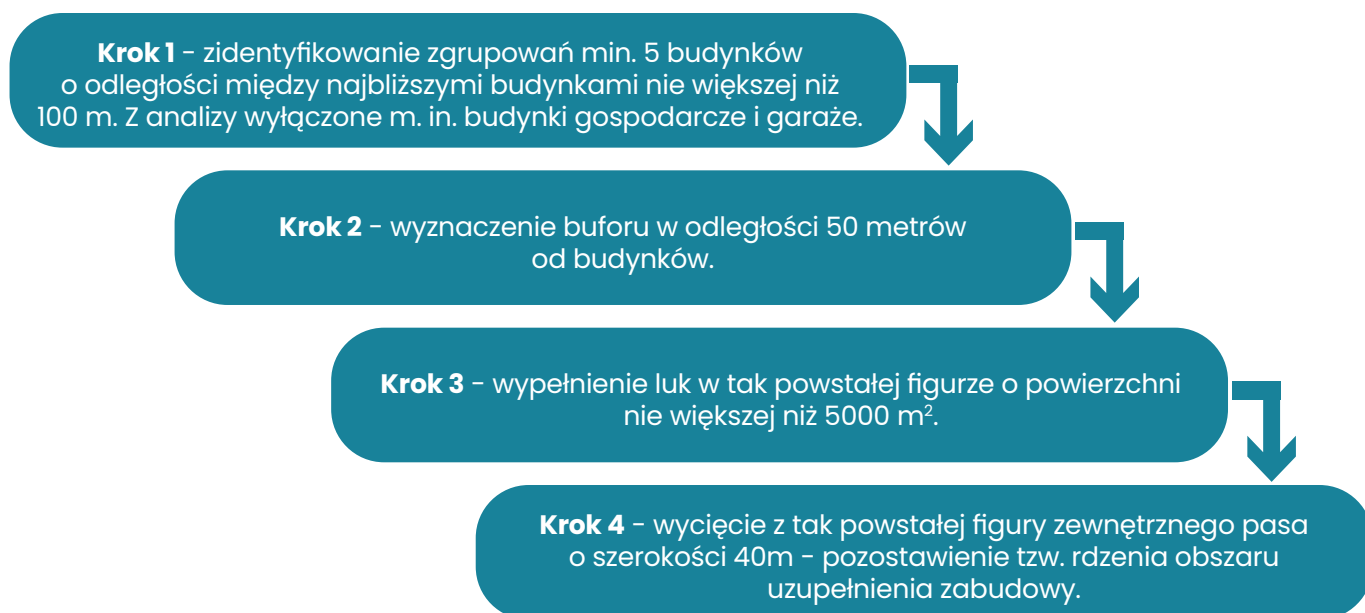 Krok 1 - zidentyfikowanie zgrupowań min. 5 budynków
o odległości między najbliższymi budynkami nie większej niż
100 m. Z analizy wyłączone m. in. budynki gospodarcze i garaże.
Krok 2 - wyznaczenie buforu w odległości 50 metrów
od budynków.
Krok 3 - wypełnienie luk w tak powstałej figurze o powierzchni
nie większej niż 5000 m².
Krok 4 - wycięcie z tak powstałej figury zewnętrznego pasa
o szerokości 40m - pozostawienie tzw. rdzenia obszaru
uzupełnienia zabudowy.